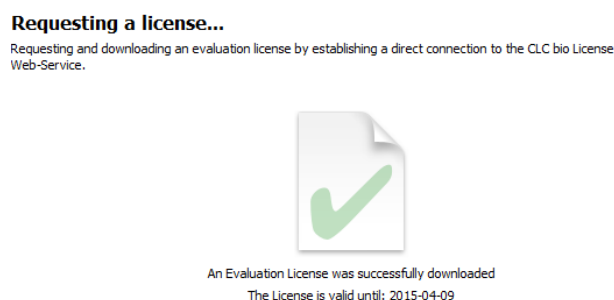 Requesting a license...
Requesting and downloading an evaluation license by establishing a direct connection to the CLC bio License
Web-Service.
An Evaluation License was successfully downloaded
The License is valid until: 2015-04-09